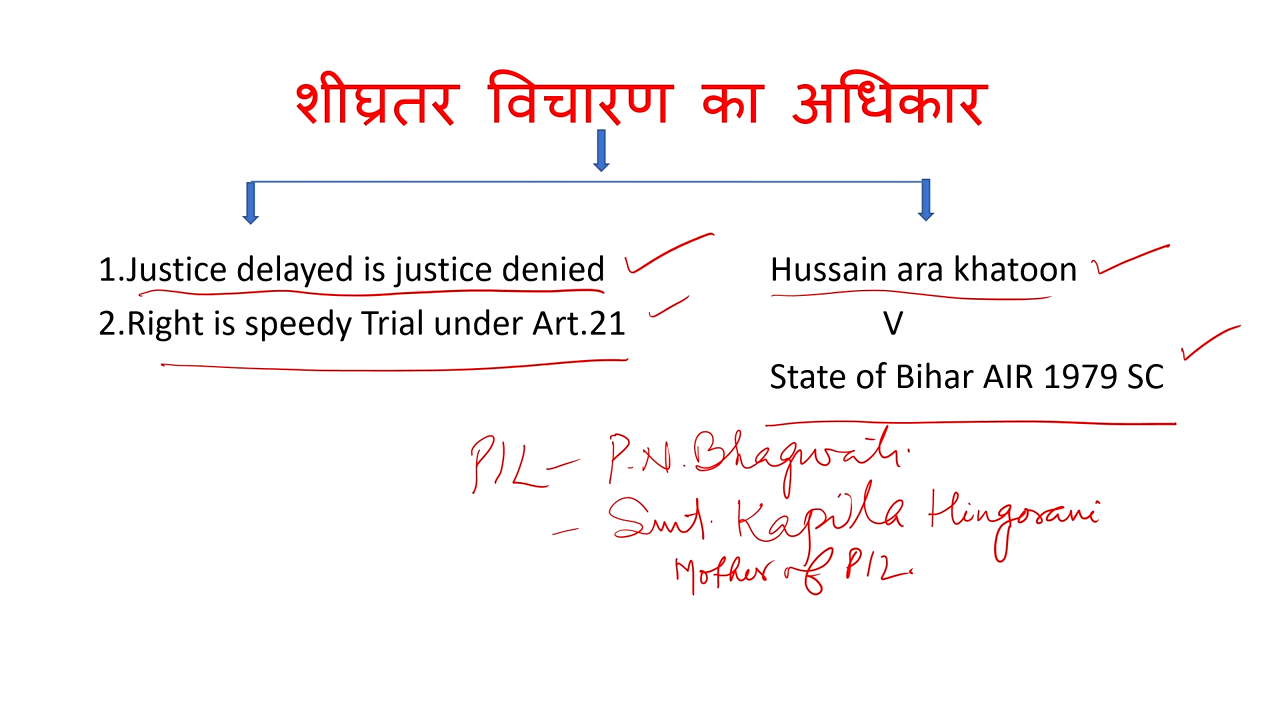 शीघ्रतर विचारण का अधिकार
1.Justice delayed is justice denied
2.Right is speedy Trial under Art.21
Hussain ara khatoon
V
State of Bihar AIR 1979 SC
PIL – P.N.Bhagwati.
– Smt. Kapila Hingorani
Mother of PIL.